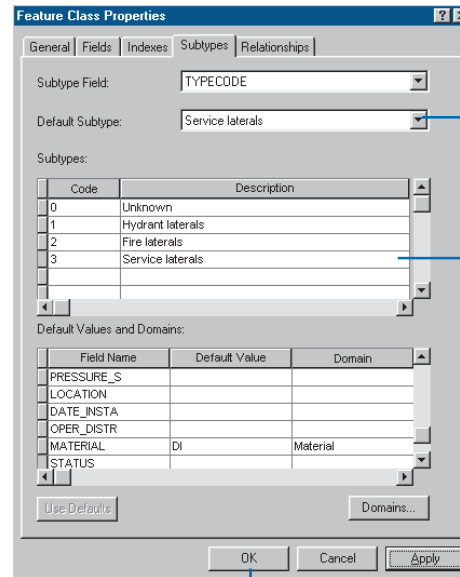 Feature Class Properties
General Fields Indexes Subtypes Relationships
Subtype Field: TYPECODE
Default Subtype: Service laterals
Subtypes:
Code Description
0 Unknown
1 Hydrant laterals
2 Fire laterals
3 Service laterals
Default Values and Domains:
Field Name Default Value Domain
PRESSURE_S
LOCATION
DATE_INSTA
OPER_DISTR
MATERIAL DI Material
STATUS
Use Defaults Domains...
OK Cancel Apply